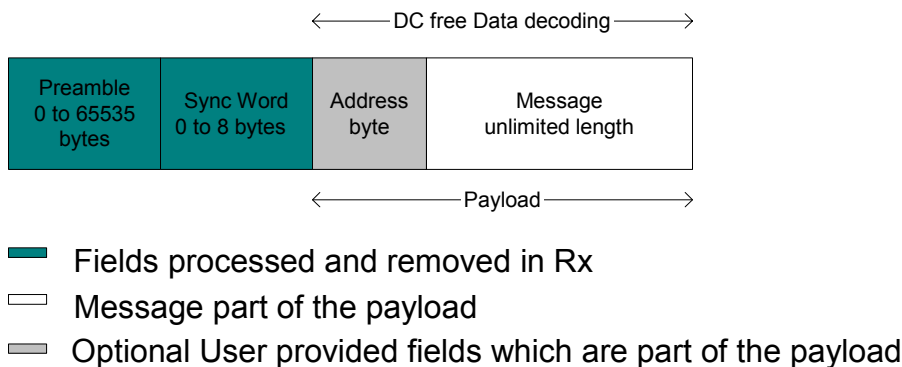 DC free Data decoding
Preamble
0 to 65535
bytes
Sync Word
0 to 8 bytes
Address
byte
Message
unlimited length
Payload
Fields processed and removed in Rx
Message part of the payload
Optional User provided fields which are part of the payload